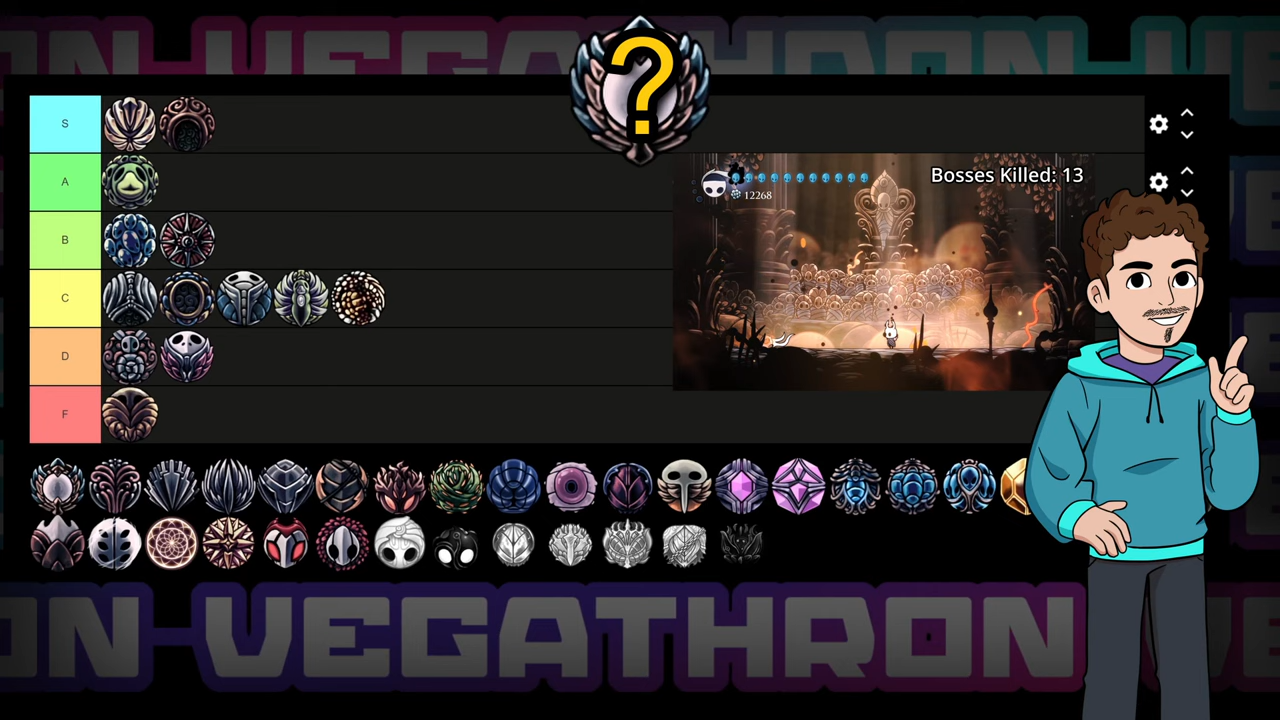 ON VEGATHRON VE
?
S
A
Bosses Killed: 13
12268
B
C
D
F
ON VEGATHRON VE